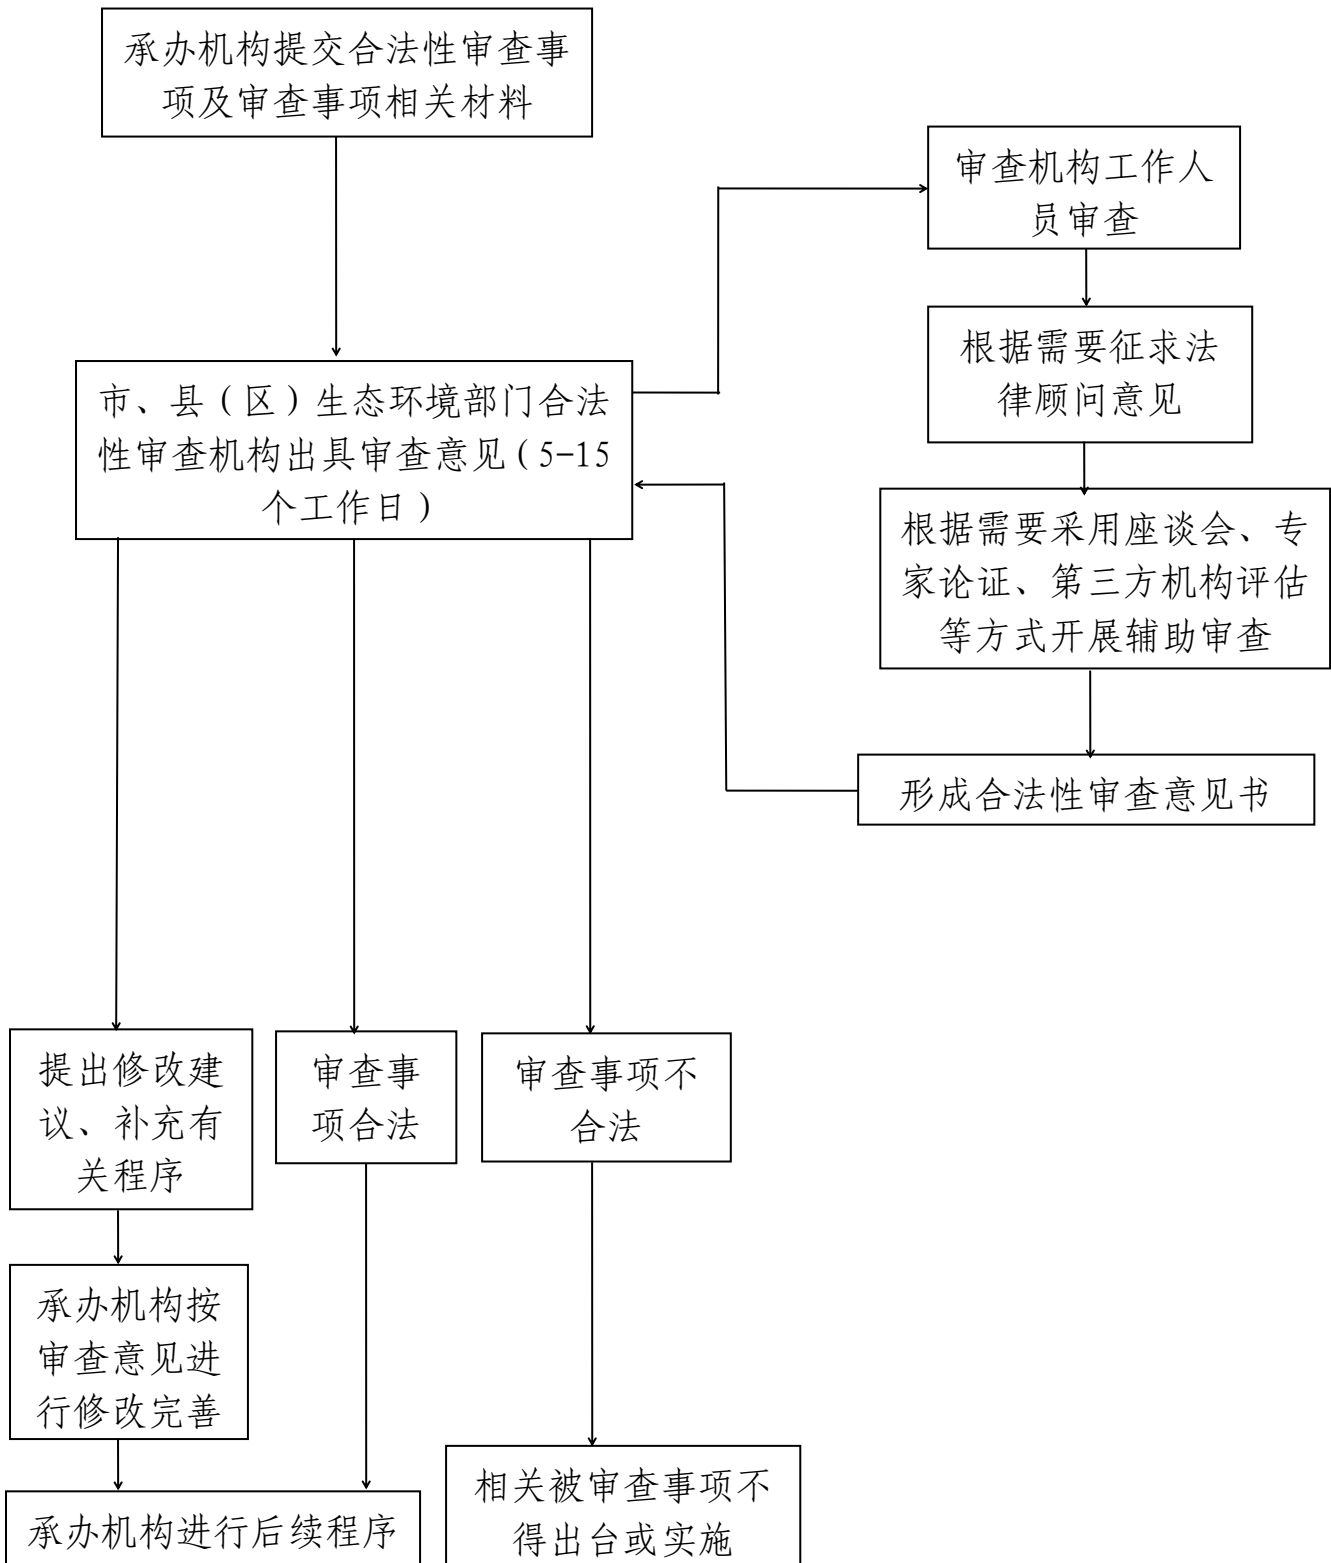 承办机构提交合法性审查事
项及审查事项相关材料
审查机构工作人
员审查
根据需要征求法
律顾问意见
市、县（区）生态环境部门合法
性审查机构出具审查意见（5-15
个工作日）
根据需要采用座谈会、专
家论证、第三方机构评估
等方式开展辅助审查
形成合法性审查意见书
提出修改建
议、补充有
关程序
审查事
项合法
审查事项不
合法
承办机构按
审查意见进
行修改完善
承办机构进行后续程序
相关被审查事项不
得出台或实施